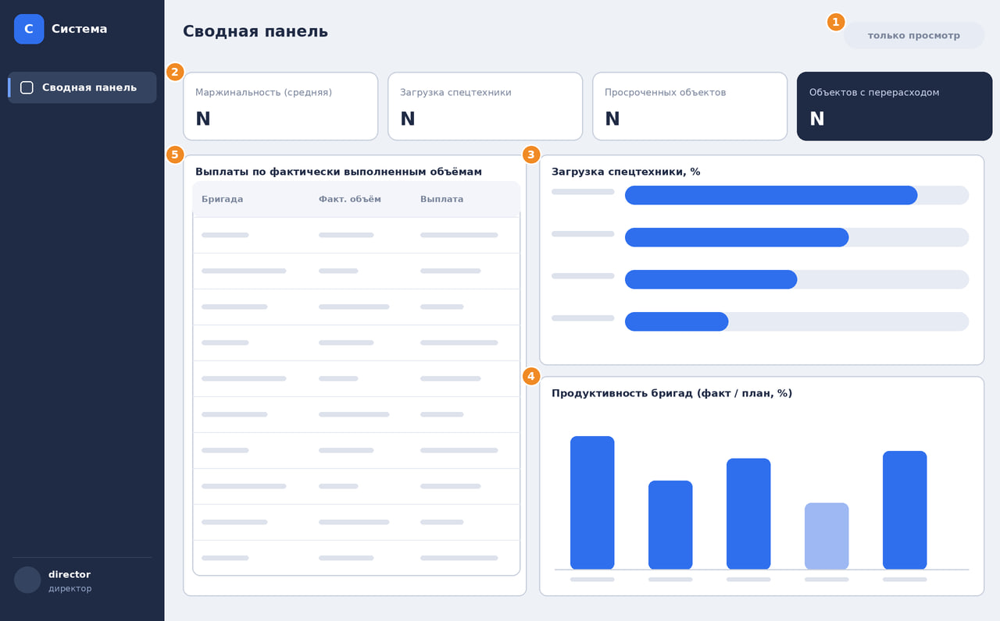 С Система
Сводная панель
director
директор
Сводная панель
1 только просмотр
2
Маржинальность (средняя)
N
Загрузка спецтехники
N
Просроченных объектов
N
Объектов с перерасходом
N
5
Выплаты по фактически выполненным объёмам
Бригада Факт. объём Выплата
3
Загрузка спецтехники, %
4
Продуктивность бригад (факт / план, %)